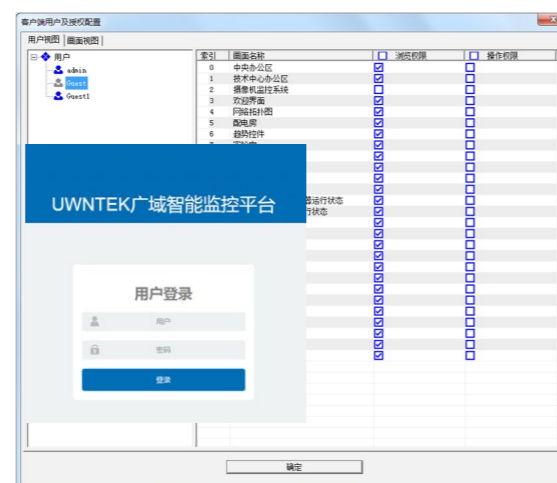 客户端用户及授权配置
用户视图 画面视图
用户
admin
Guest
Guest1
索引 画面名称 浏览权限 操作权限
0 中央办公区
1 技术中心办公区
2 摄像机监控系统
3 欢迎界面
4 网络拓扑图
5 配电房
6 趋势控件
运行状态
行状态
UWNTEK广域智能监控平台
用户登录
用户
密码
登录
确定